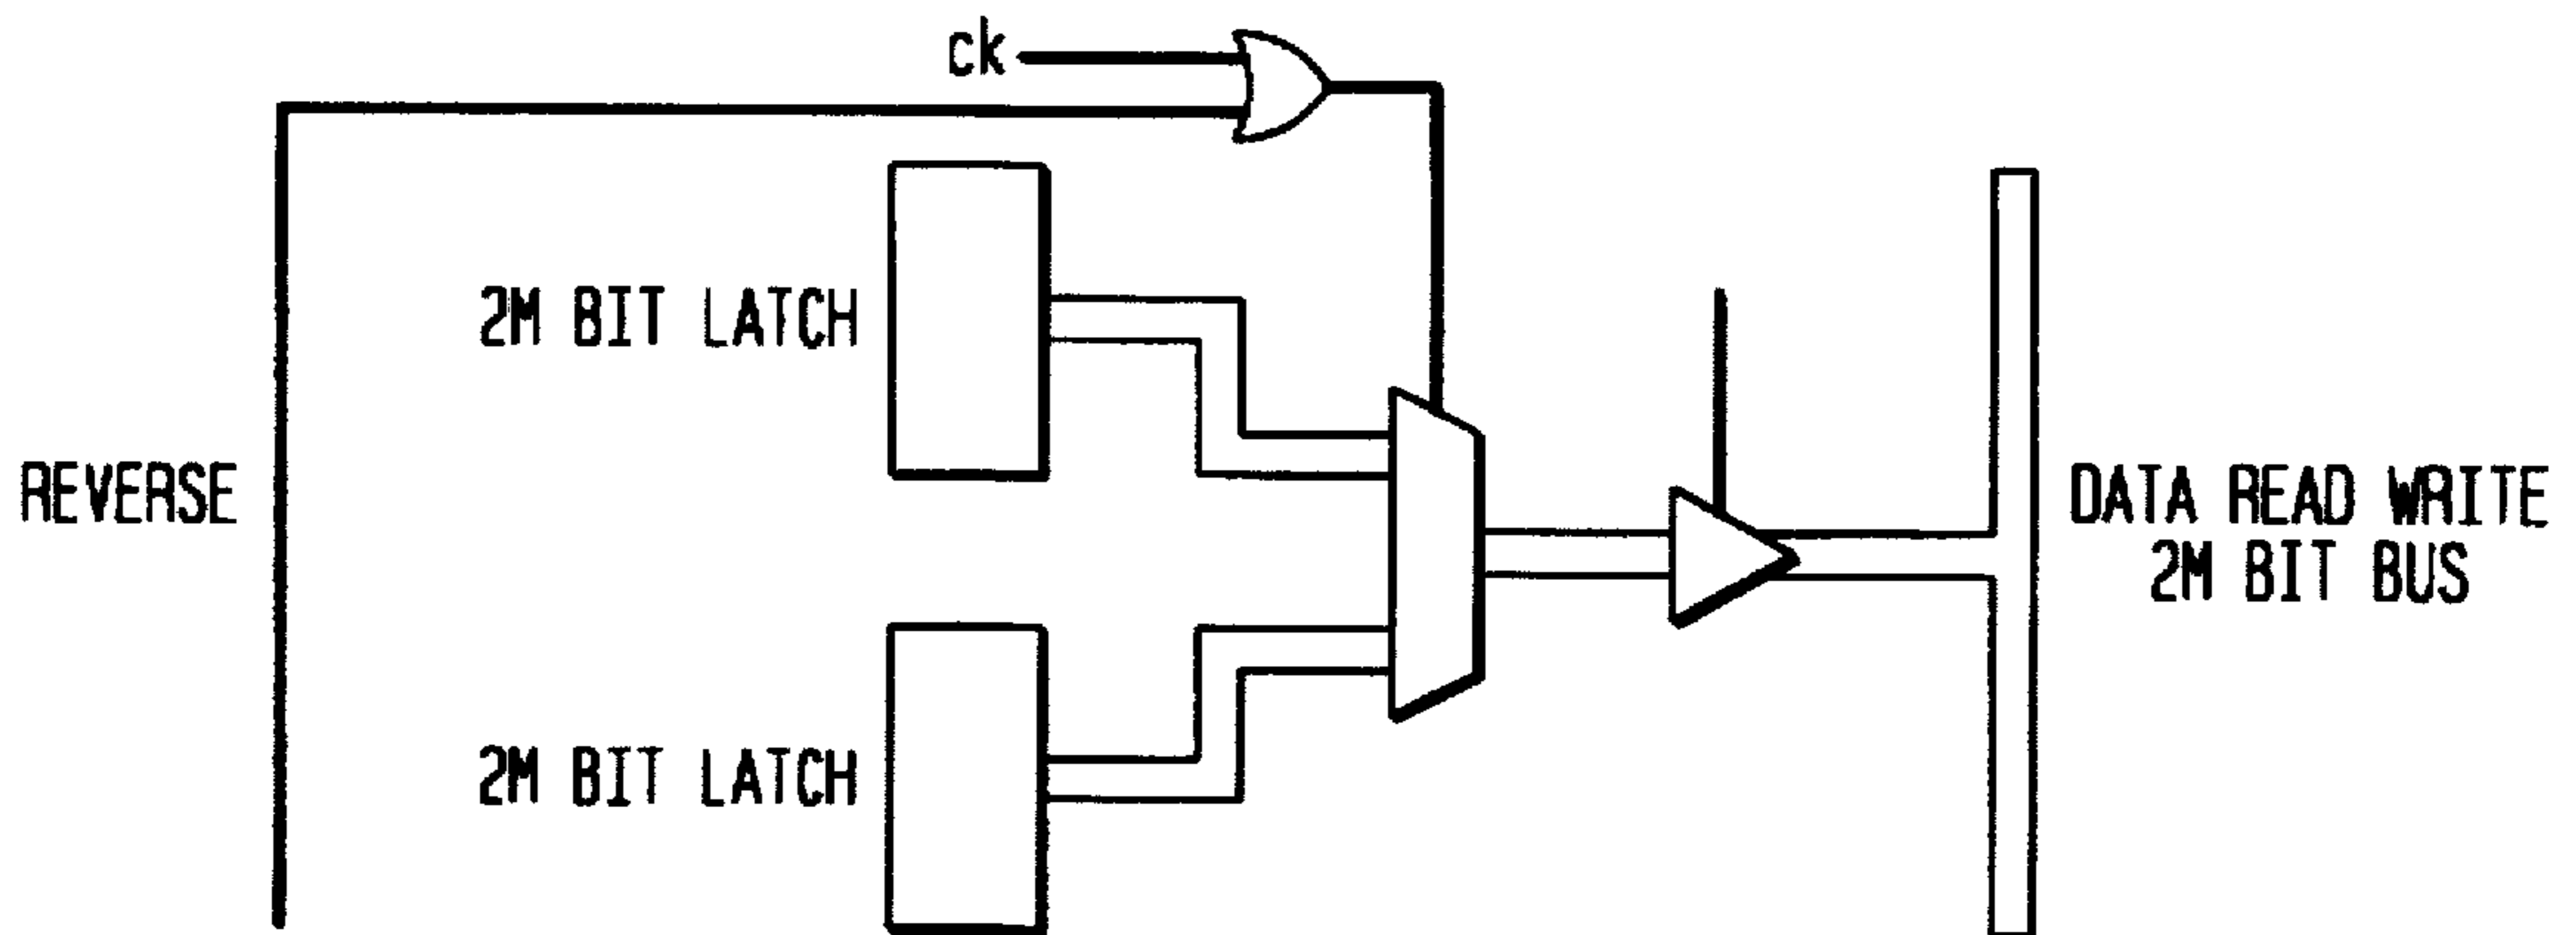 ck
2M BIT LATCH
REVERSE
DATA READ WRITE
2M BIT BUS
2M BIT LATCH